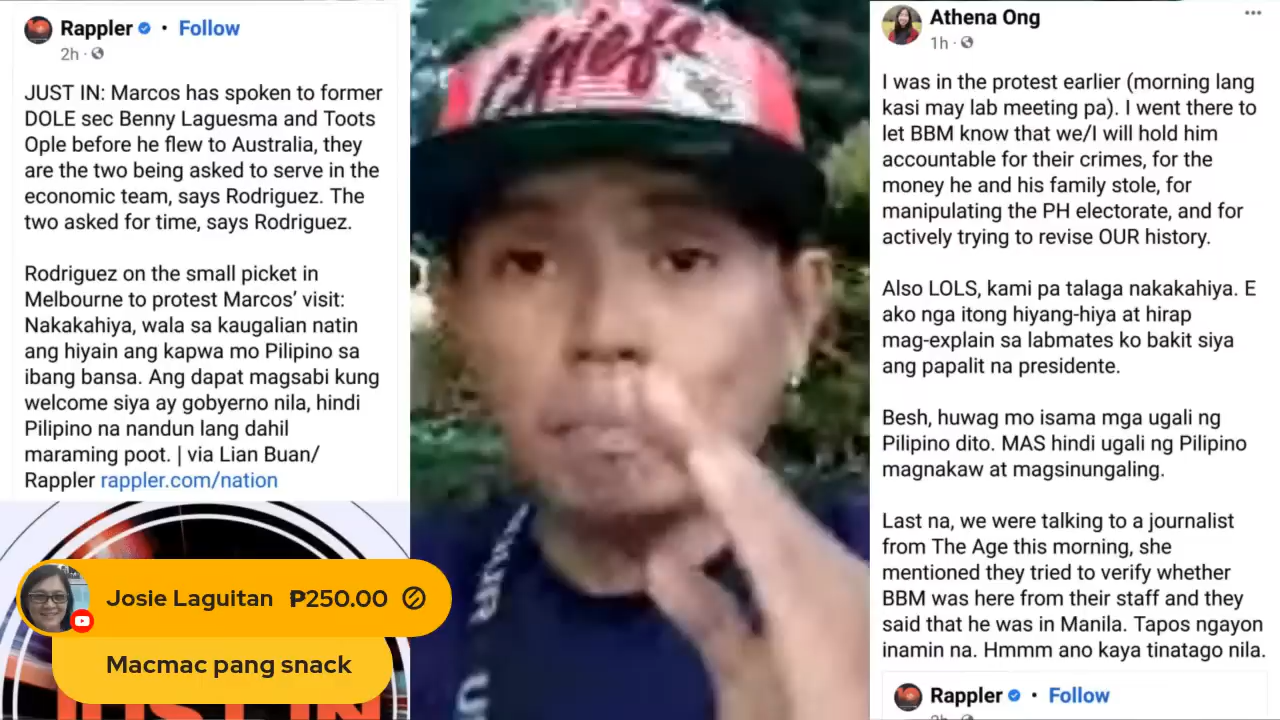 Rappler • Follow
2h
JUST IN: Marcos has spoken to former
DOLE sec Benny Laguesma and Toots
Ople before he flew to Australia, they
are the two being asked to serve in the
economic team, says Rodriguez. The
two asked for time, says Rodriguez.
Rodriguez on the small picket in
Melbourne to protest Marcos’ visit:
Nakakahiya, wala sa kaugalian natin
ang hiyain ang kapwa mo Pilipino sa
ibang bansa. Ang dapat magsabi kung
welcome siya ay gobyerno nila, hindi
Pilipino na nandun lang dahil
maraming poot. | via Lian Buan/
Rappler rappler.com/nation
JUST IN
Josie Laguitan ₱250.00
Macmac pang snack
Chiefs
Athena Ong
1h
I was in the protest earlier (morning lang
kasi may lab meeting pa). I went there to
let BBM know that we/I will hold him
accountable for their crimes, for the
money he and his family stole, for
manipulating the PH electorate, and for
actively trying to revise OUR history.
Also LOLS, kami pa talaga nakakahiya. E
ako nga itong hiyang-hiya at hirap
mag-explain sa labmates ko bakit siya
ang papalit na presidente.
Besh, huwag mo isama mga ugali ng
Pilipino dito. MAS hindi ugali ng Pilipino
magnakaw at magsinungaling.
Last na, we were talking to a journalist
from The Age this morning, she
mentioned they tried to verify whether
BBM was here from their staff and they
said that he was in Manila. Tapos ngayon
inamin na. Hmmm ano kaya tinatago nila.
Rappler • Follow